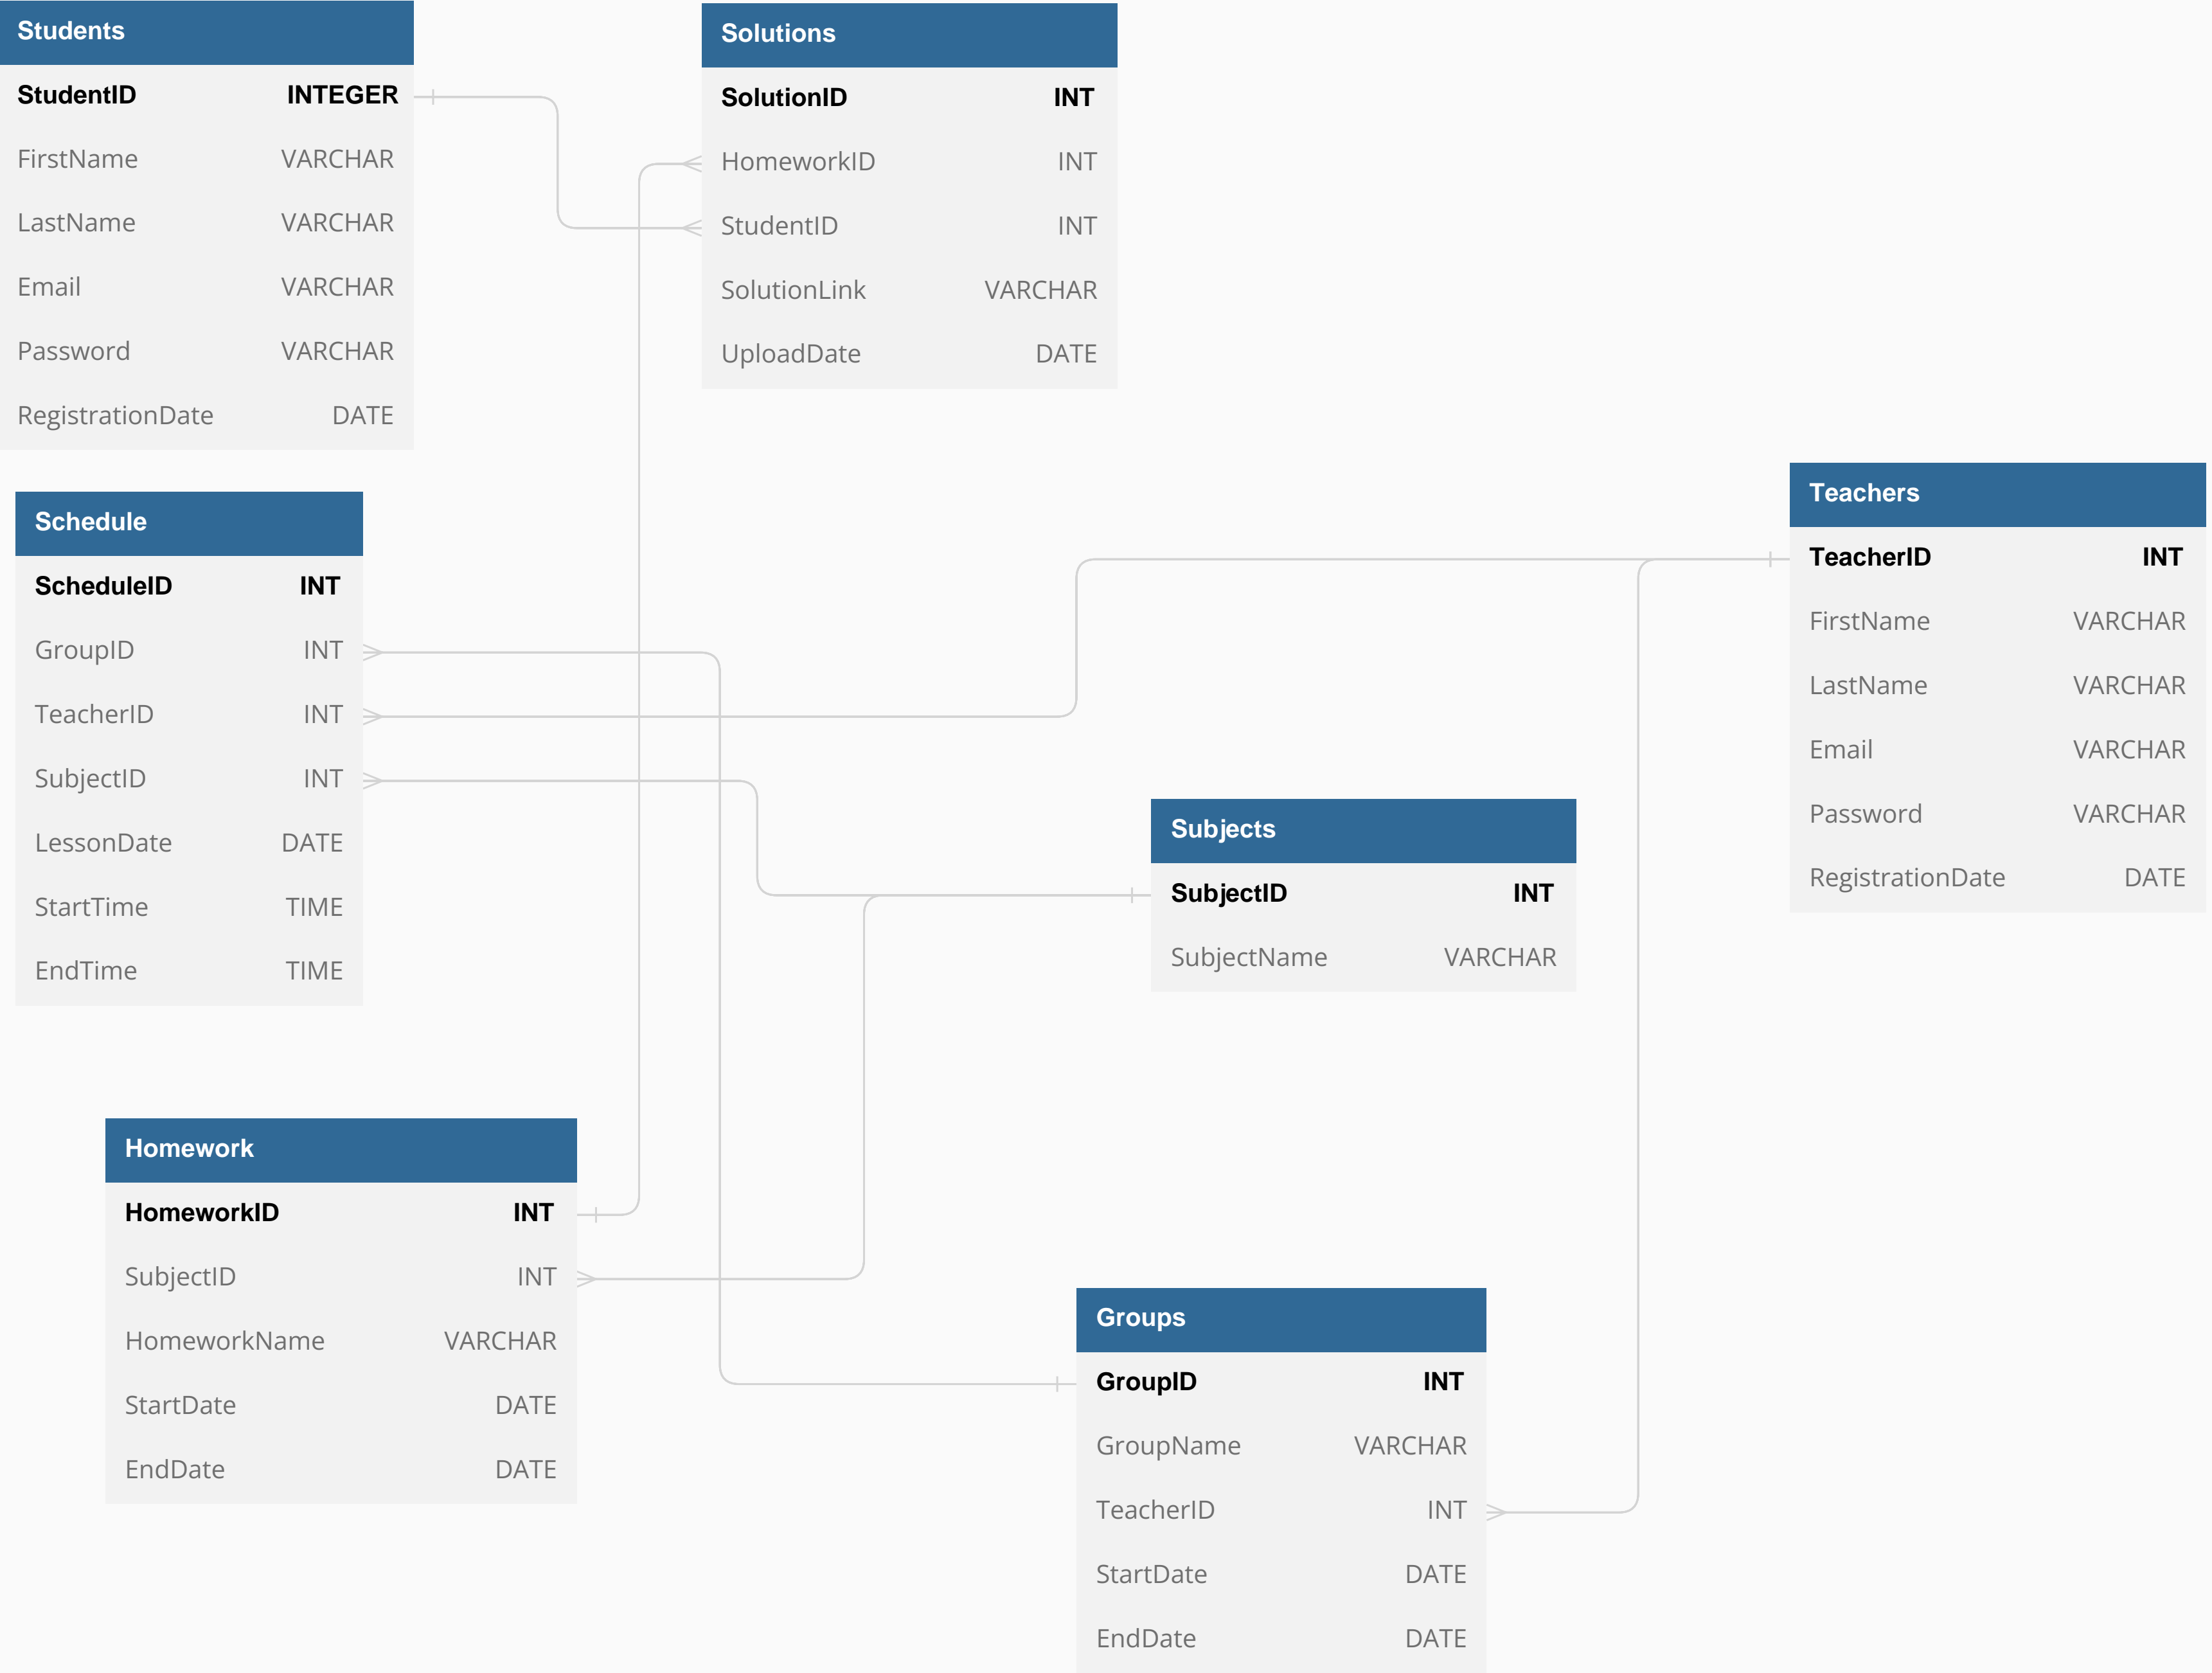 Students
StudentID INTEGER
FirstName VARCHAR
LastName VARCHAR
Email VARCHAR
Password VARCHAR
RegistrationDate DATE
Solutions
SolutionID INT
HomeworkID INT
StudentID INT
SolutionLink VARCHAR
UploadDate DATE
Schedule
ScheduleID INT
GroupID INT
TeacherID INT
SubjectID INT
LessonDate DATE
StartTime TIME
EndTime TIME
Teachers
TeacherID INT
FirstName VARCHAR
LastName VARCHAR
Email VARCHAR
Password VARCHAR
RegistrationDate DATE
Subjects
SubjectID INT
SubjectName VARCHAR
Homework
HomeworkID INT
SubjectID INT
HomeworkName VARCHAR
StartDate DATE
EndDate DATE
Groups
GroupID INT
GroupName VARCHAR
TeacherID INT
StartDate DATE
EndDate DATE